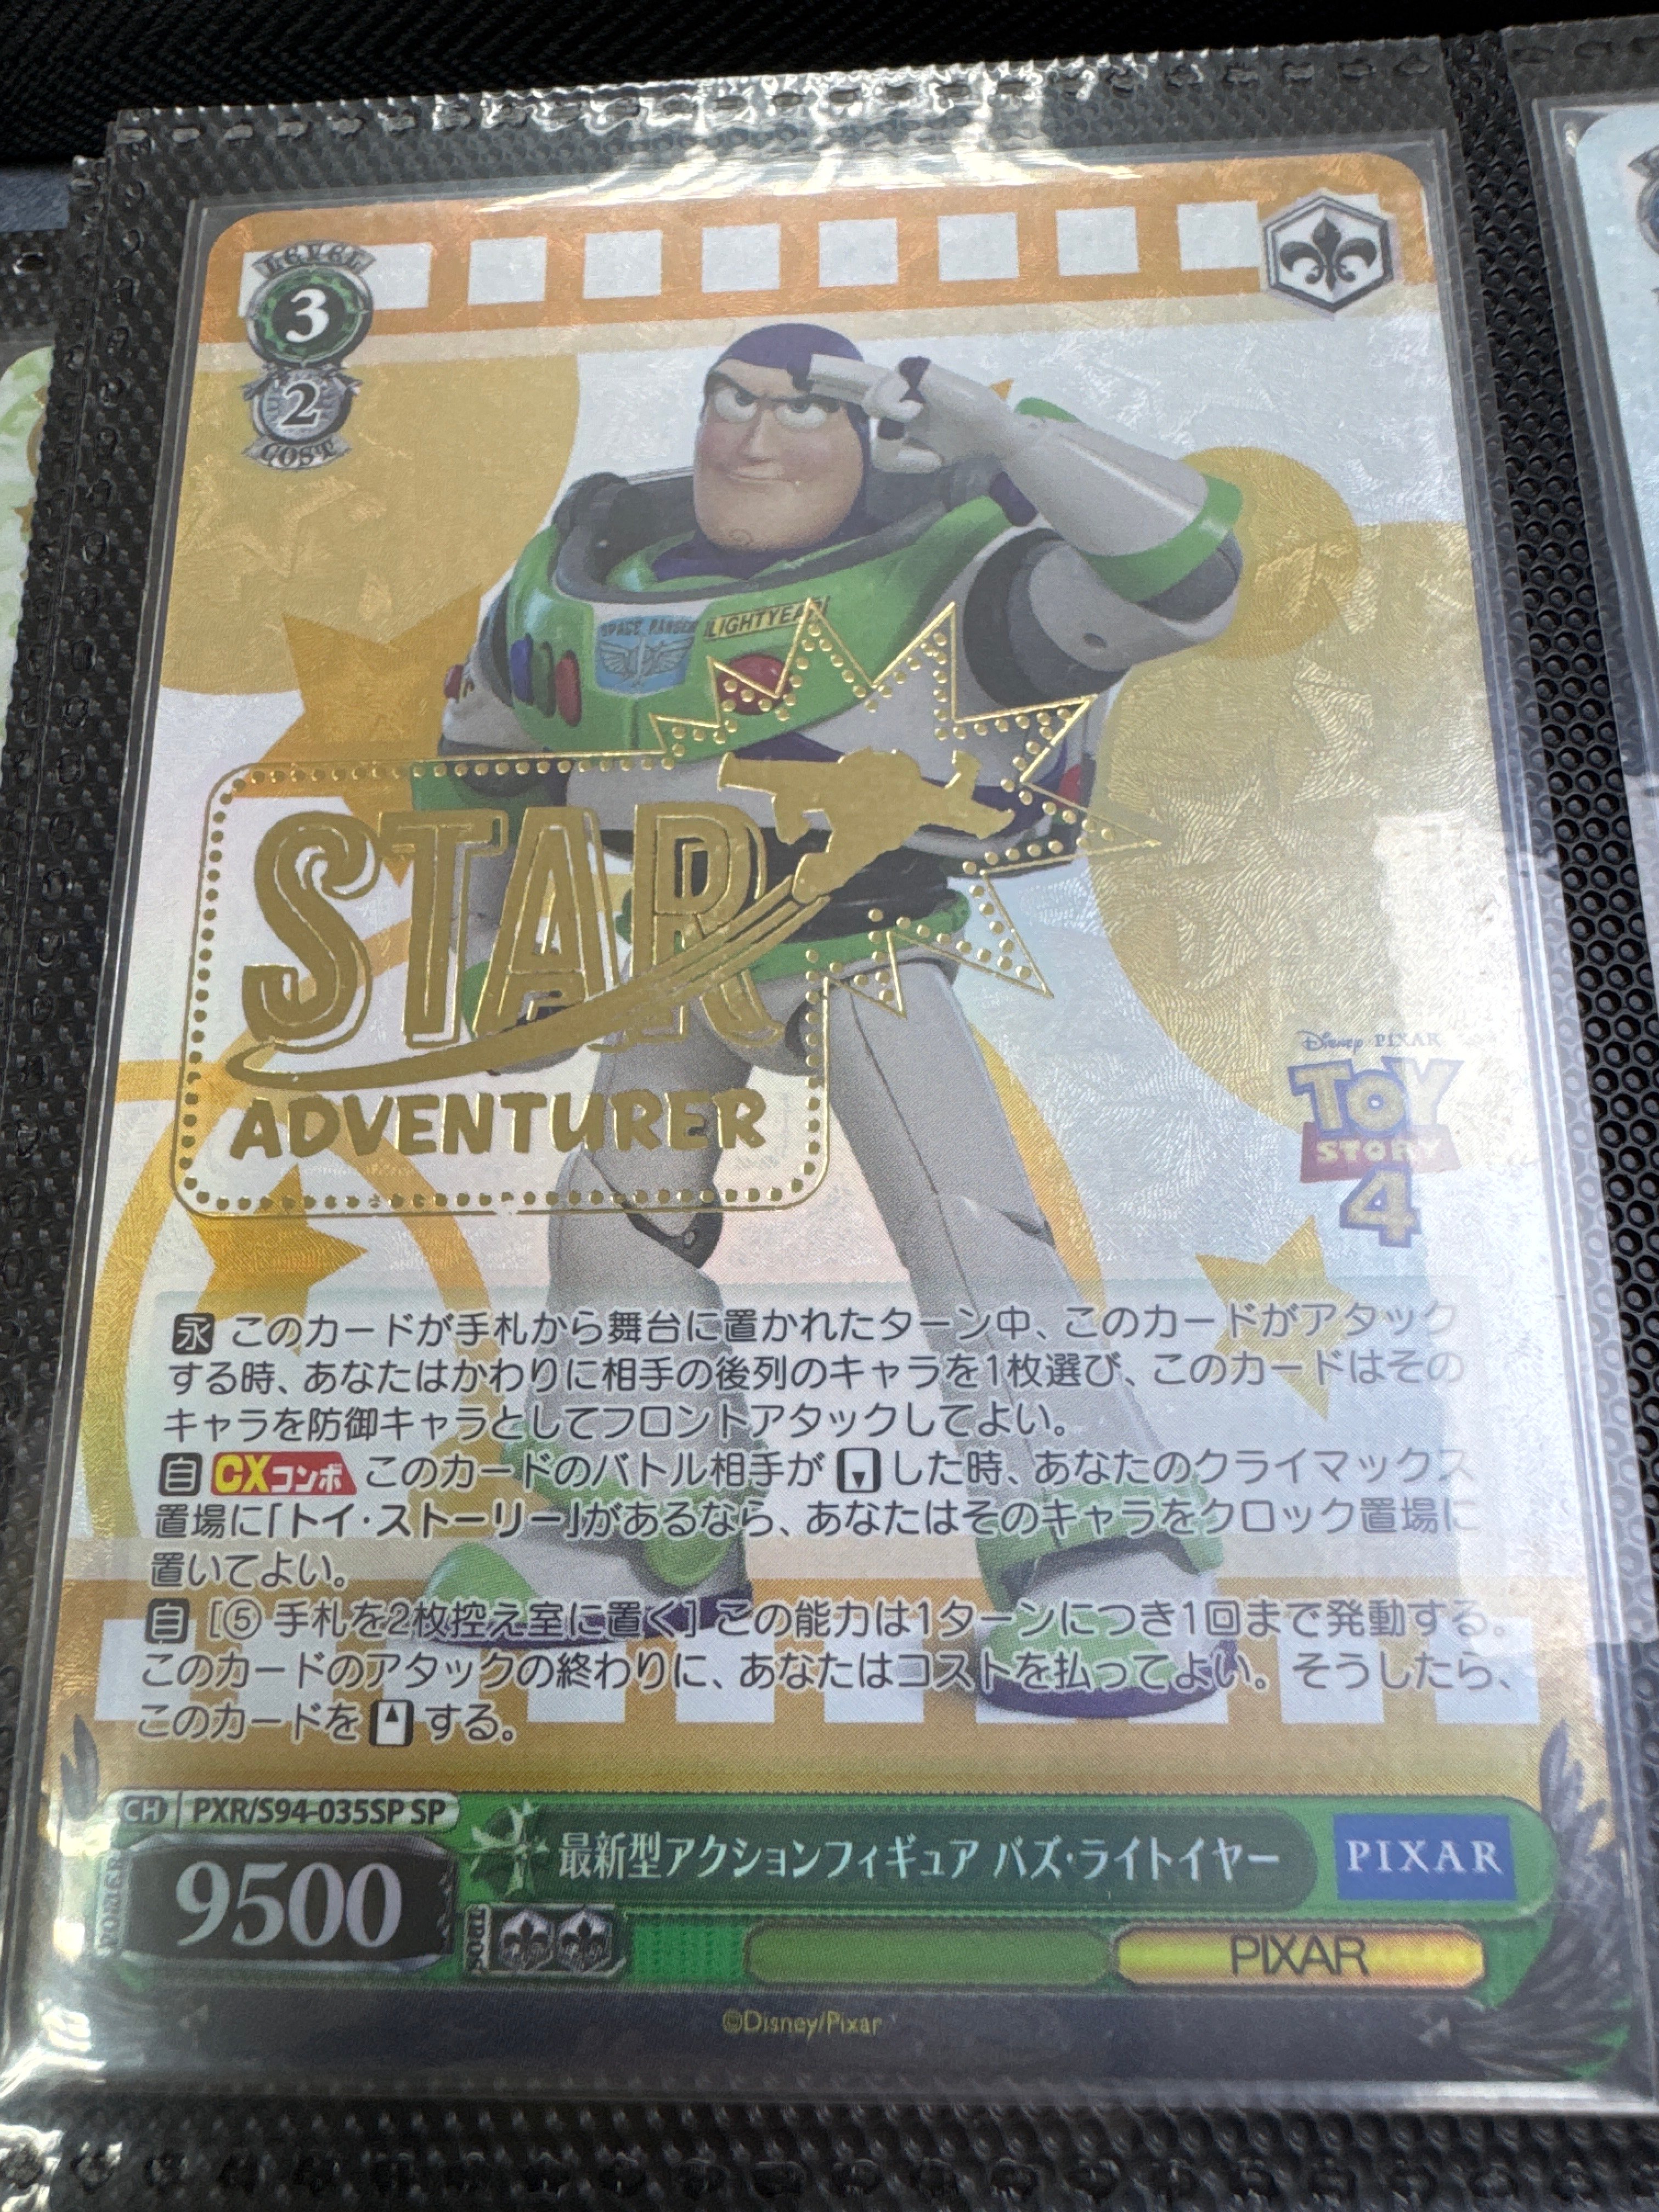 LEVEL
3
2
COST
SPACE RANGER
LIGHTYEAR
STAR
ADVENTURER
Disney PIXAR
TOY
STORY
4
永 このカードが手札から舞台に置かれたターン中、このカードがアタック
する時、あなたはかわりに相手の後列のキャラを1枚選び、このカードはその
キャラを防御キャラとしてフロントアタックしてよい。
自 CXコンボ このカードのバトル相手が した時、あなたのクライマックス
置場に「トイ・ストーリー」があるなら、あなたはそのキャラをクロック置場に
置いてよい。
自 [⑤ 手札を2枚控え室に置く] この能力は1ターンにつき1回まで発動する。
このカードのアタックの終わりに、あなたはコストを払ってよい。そうしたら、
このカードを する。
CH PXR/S94-035SP SP
最新型アクションフィギュア バズ・ライトイヤー
PIXAR
POWER
9500
SOUL
PIXAR
©Disney/Pixar